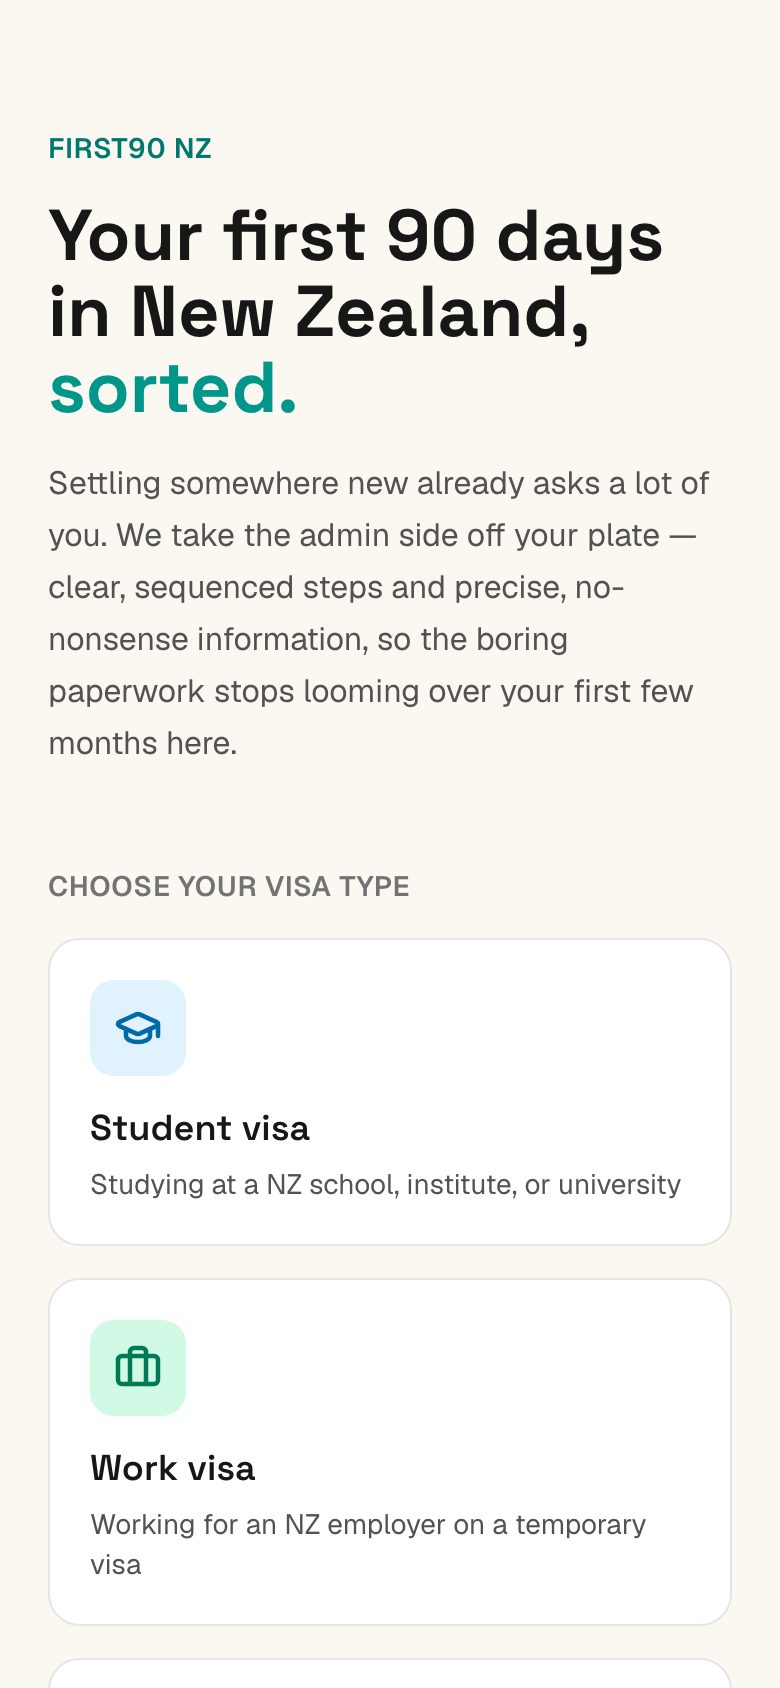 FIRST90 NZ
Your first 90 days
in New Zealand,
sorted.
Settling somewhere new already asks a lot of
you. We take the admin side off your plate —
clear, sequenced steps and precise, no-
nonsense information, so the boring
paperwork stops looming over your first few
months here.
CHOOSE YOUR VISA TYPE
Student visa
Studying at a NZ school, institute, or university
Work visa
Working for an NZ employer on a temporary
visa